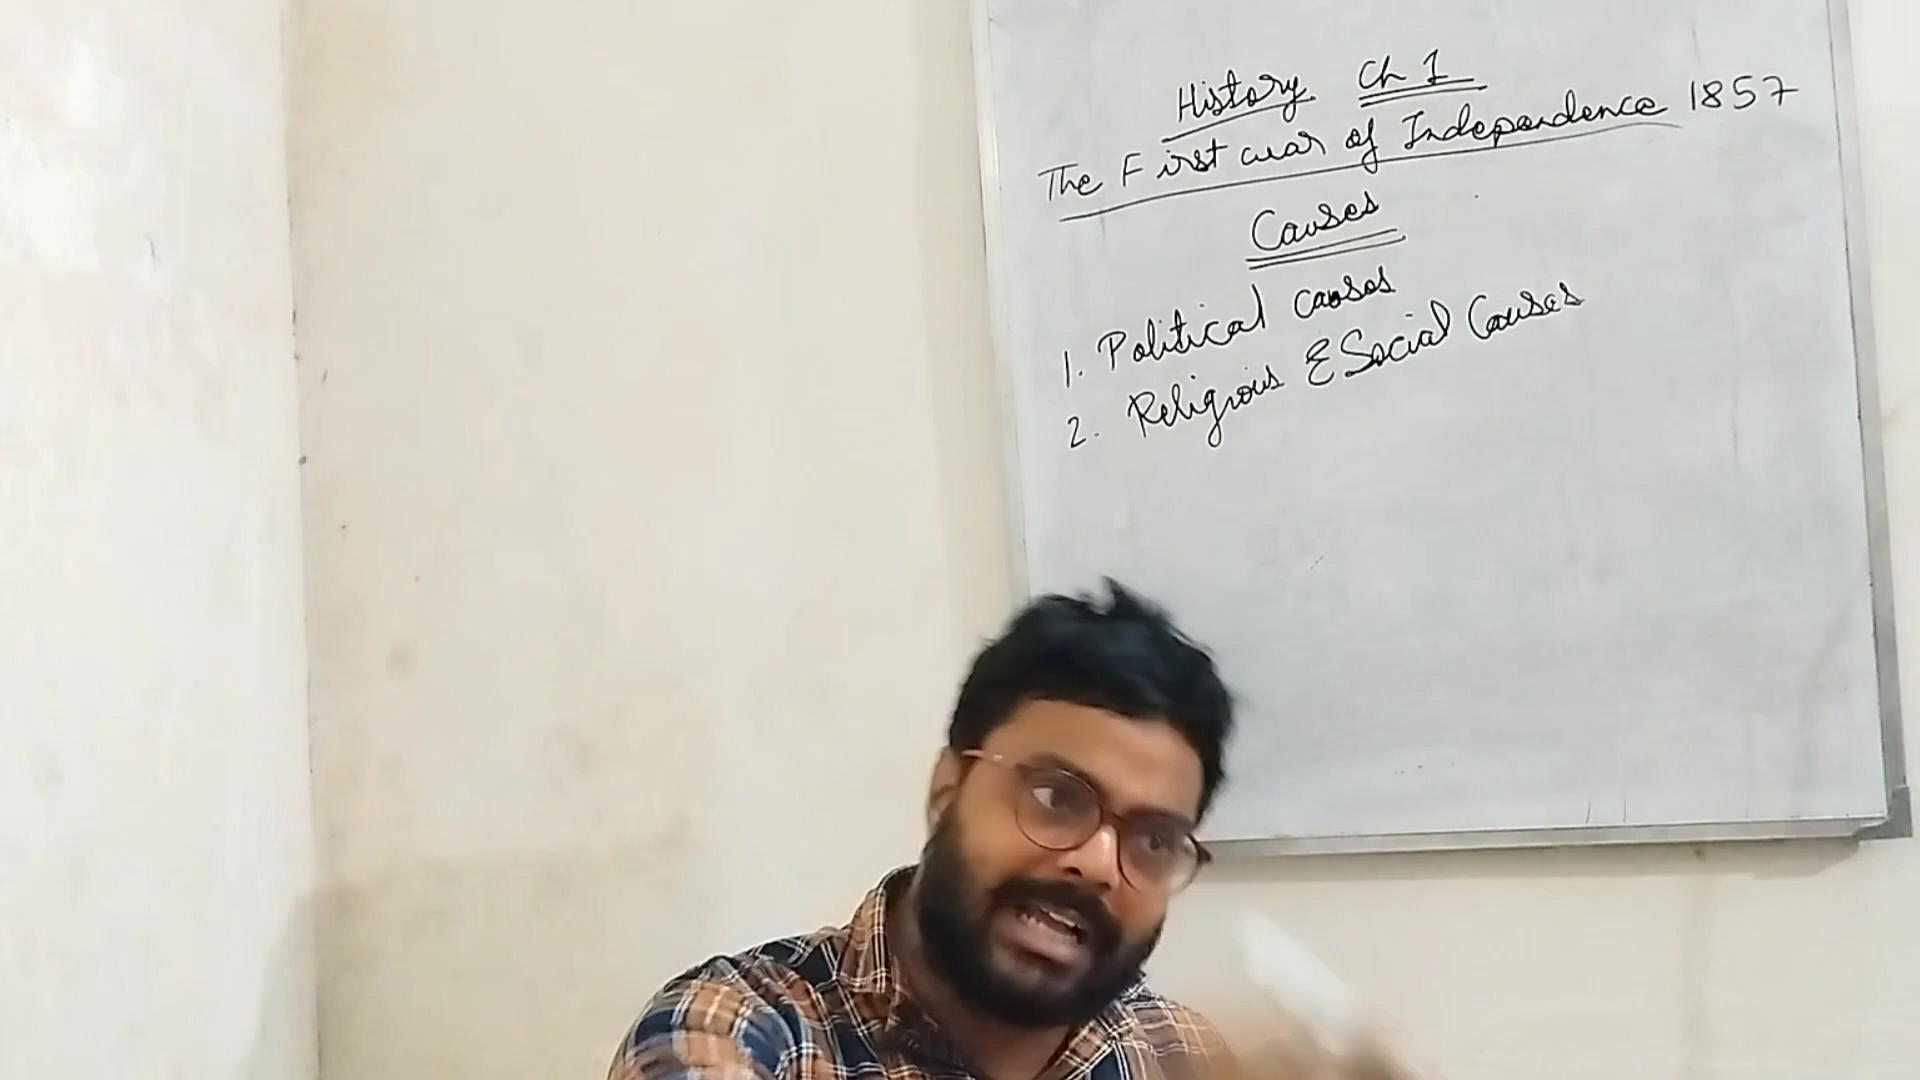 History Ch 1
The First war of Independence 1857
Causes
1. Political causes
2. Religious & Social Causes